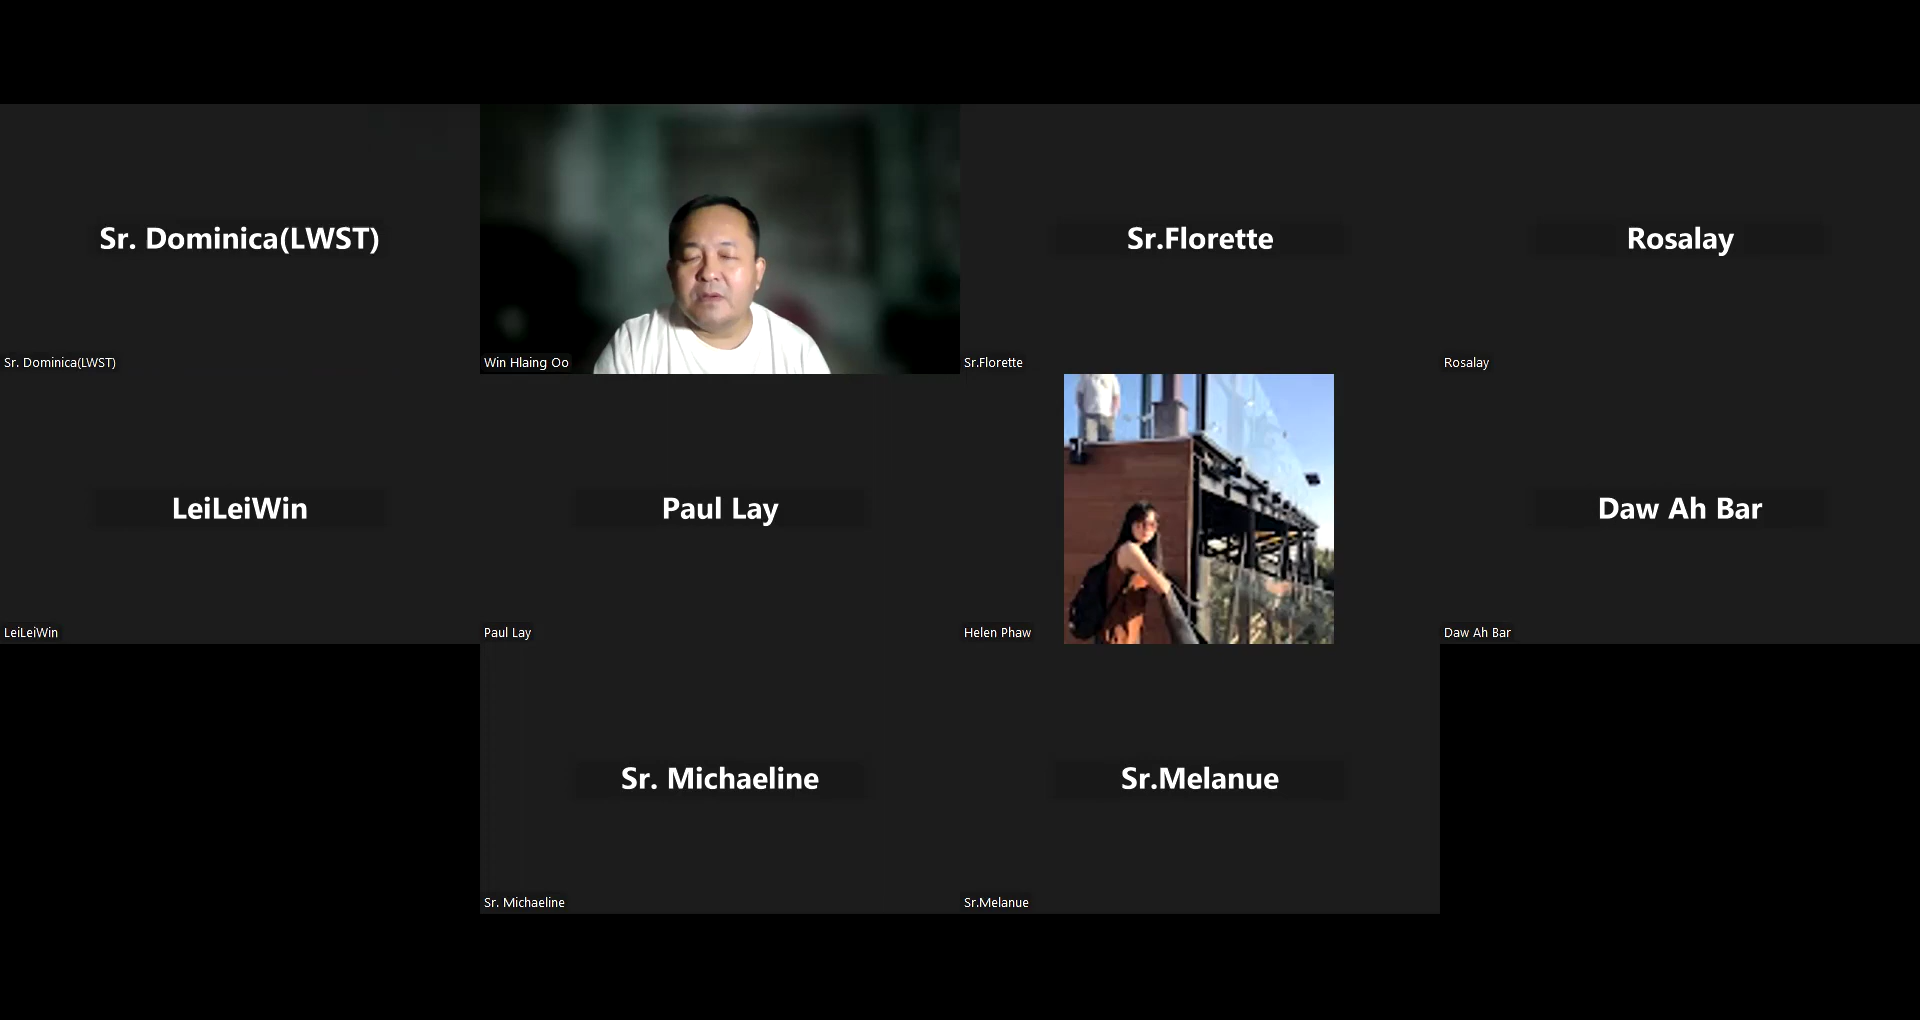 Sr. Dominica(LWST)
Sr.Florette
Rosalay
Sr. Dominica(LWST)
Win Hlaing Oo
Sr.Florette
Rosalay
LeiLeiWin
Paul Lay
Daw Ah Bar
LeiLeiWin
Paul Lay
Helen Phaw
Daw Ah Bar
Sr. Michaeline
Sr.Melanue
Sr. Michaeline
Sr.Melanue